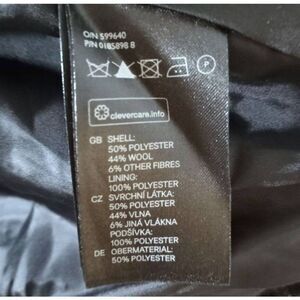 O/N 599640
P/N 0185898 8
P
clevercare.info
GB SHELL:
50% POLYESTER
44% WOOL
6% OTHER FIBRES
LINING:
100% POLYESTER
CZ SVRCHNÍ LÁTKA:
50% POLYESTER
44% VLNA
6% JINÁ VLÁKNA
PODŠÍVKA:
100% POLYESTER
DE OBERMATERIAL:
50% POLYESTER